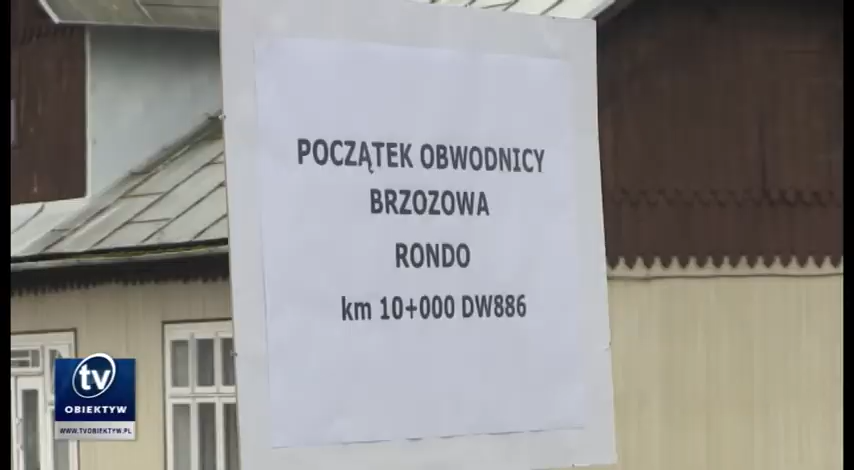 POCZĄTEK OBWODNICY
BRZOZOWA
RONDO
km 10+000 DW886
tv
OBIEKTYW
WWW.TVOBIEKTYW.PL